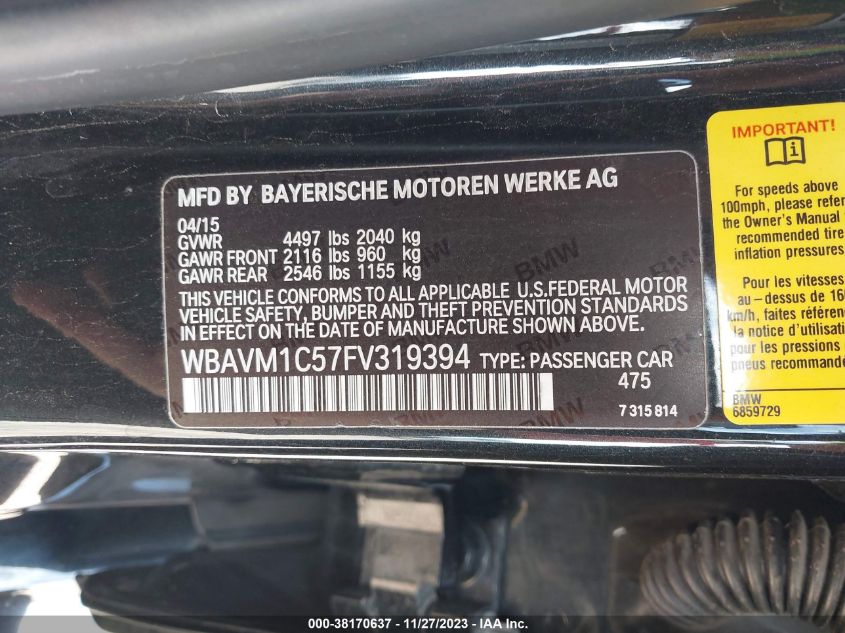 MFD BY BAYERISCHE MOTOREN WERKE AG
04/15
GVWR 4497 lbs 2040 kg
GAWR FRONT 2116 lbs 960 kg
GAWR REAR 2546 lbs 1155 kg
THIS VEHICLE CONFORMS TO ALL APPLICABLE U.S.FEDERAL MOTOR
VEHICLE SAFETY, BUMPER AND THEFT PREVENTION STANDARDS
IN EFFECT ON THE DATE OF MANUFACTURE SHOWN ABOVE.
WBAVM1C57FV319394 TYPE: PASSENGER CAR
475
7 315 814
IMPORTANT!
For speeds above
100mph, please refer
the Owner's Manual
recommended tire
inflation pressures
Pour les vitesses
au-dessus de 16
km/h, faites référen
la notice d'utilisati
en ce qui concerne
pneus recommandé
BMW
6859729
000-38170637 - 11/27/2023 - IAA Inc.